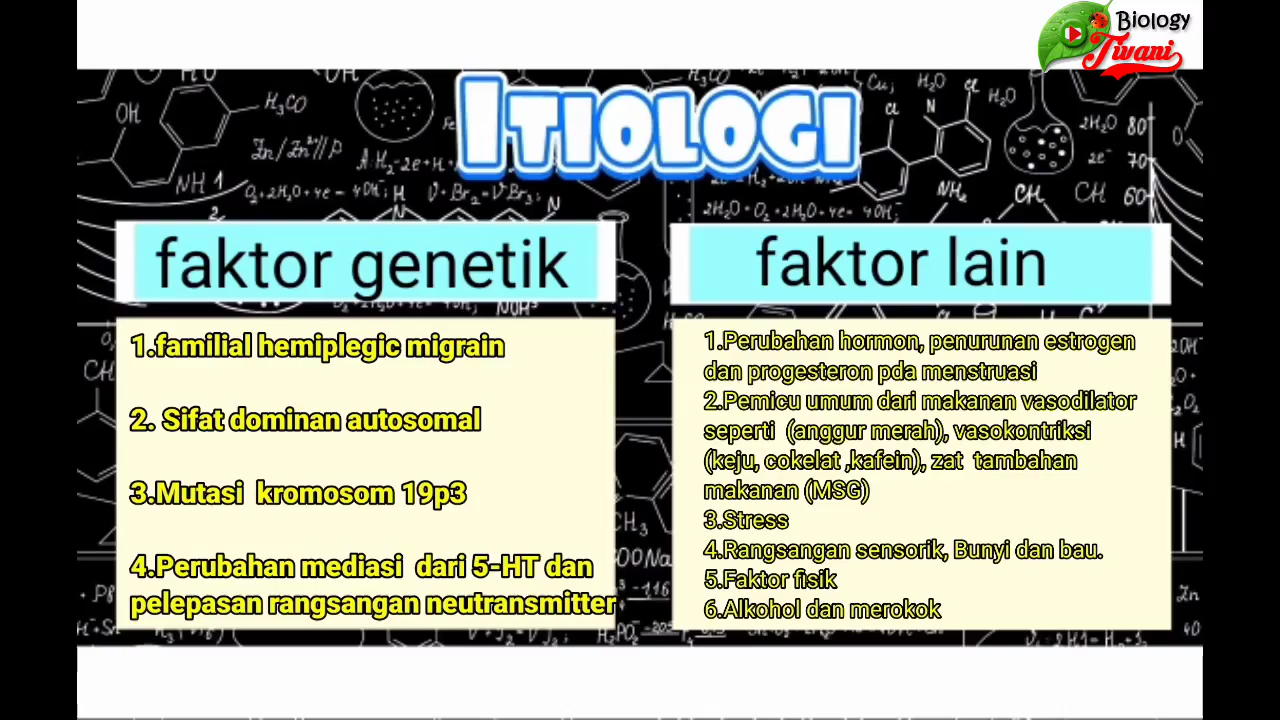 Biology
Tivani
ITIOLOGI
faktor genetik
1.familial hemiplegic migrain
2. Sifat dominan autosomal
3.Mutasi kromosom 19p3
4.Perubahan mediasi dari 5-HT dan
pelepasan rangsangan neutransmitter
faktor lain
1.Perubahan hormon, penurunan estrogen
dan progesteron pda menstruasi
2.Pemicu umum dari makanan vasodilator
seperti (anggur merah), vasokontriksi
(keju, cokelat ,kafein), zat tambahan
makanan (MSG)
3.Stress
4.Rangsangan sensorik, Bunyi dan bau.
5.Faktor fisik
6.Alkohol dan merokok